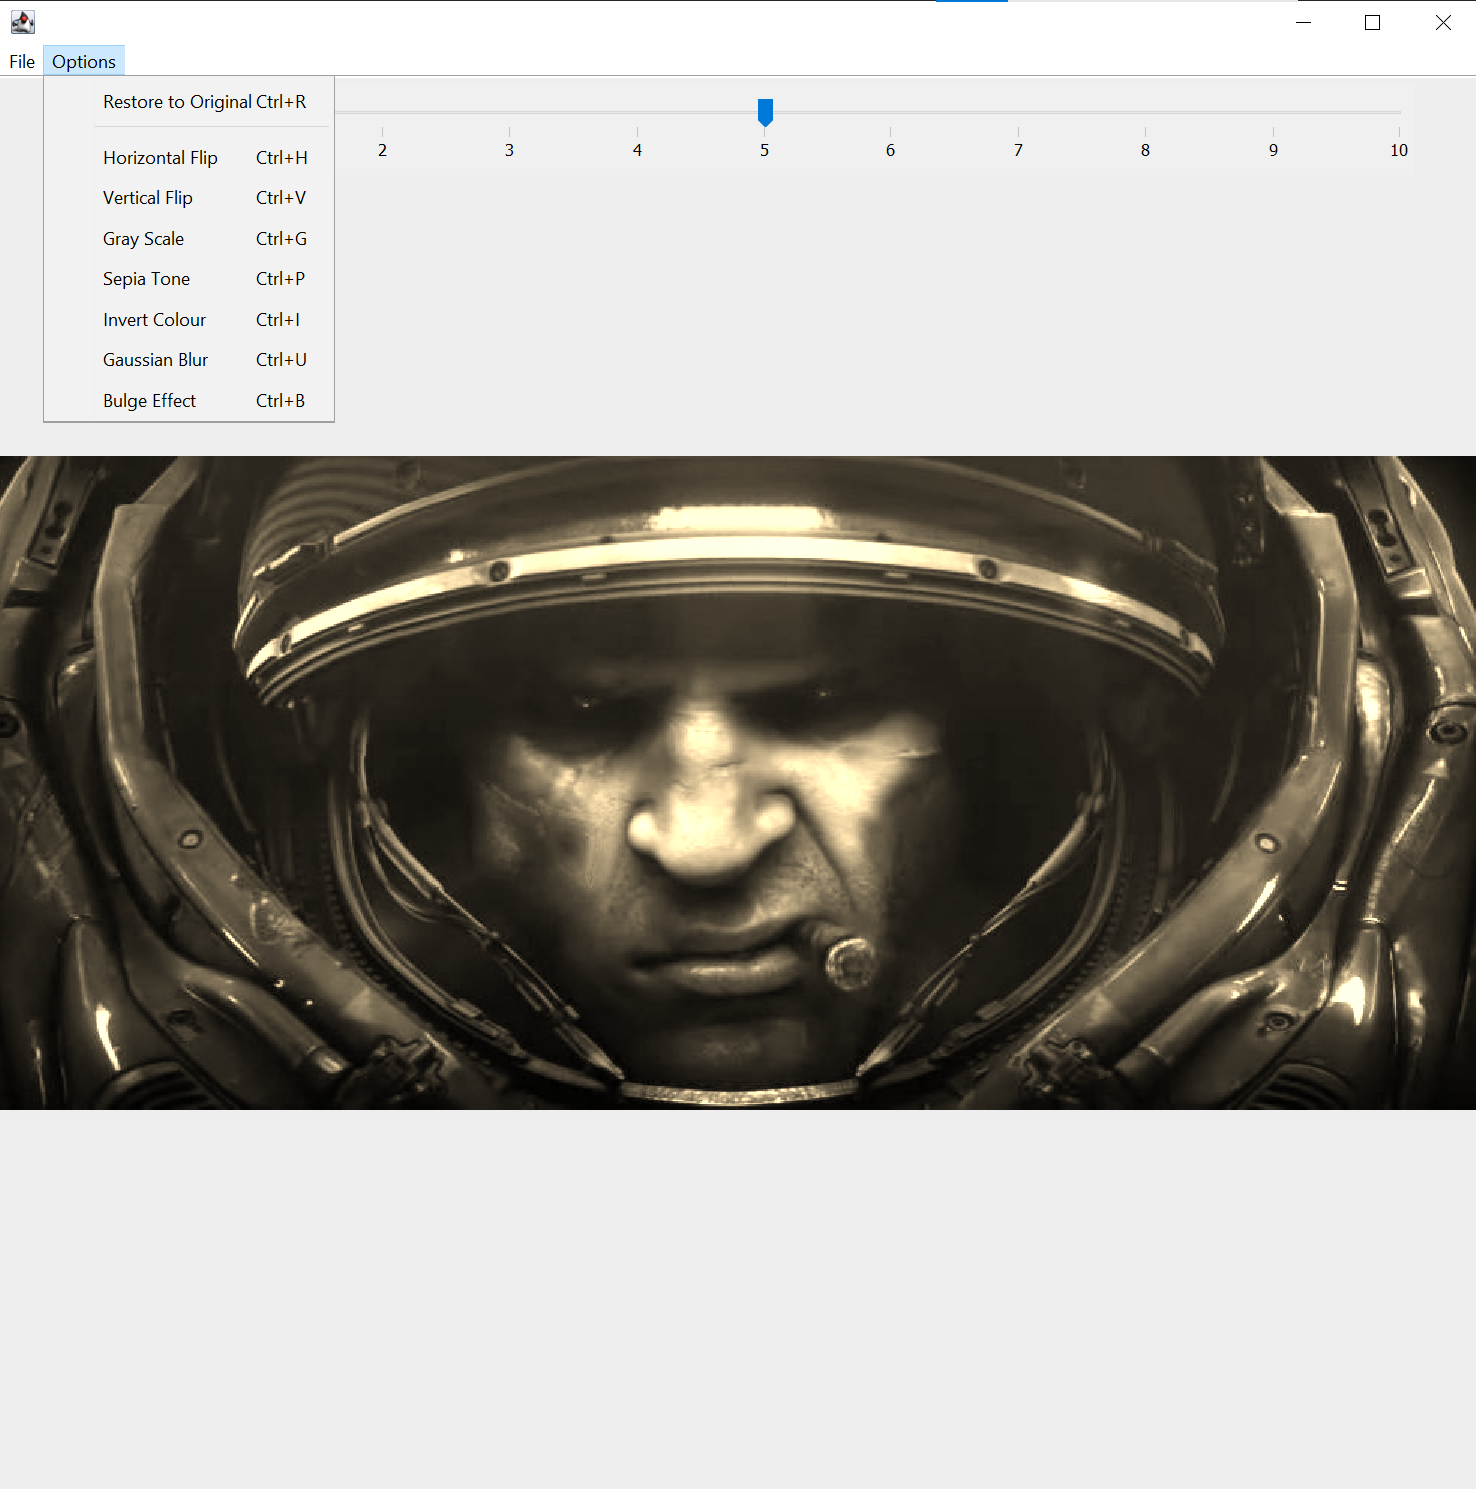 File Options
Restore to Original Ctrl+R
2 3 4 5 6 7 8 9 10
Horizontal Flip Ctrl+H
Vertical Flip Ctrl+V
Gray Scale Ctrl+G
Sepia Tone Ctrl+P
Invert Colour Ctrl+I
Gaussian Blur Ctrl+U
Bulge Effect Ctrl+B